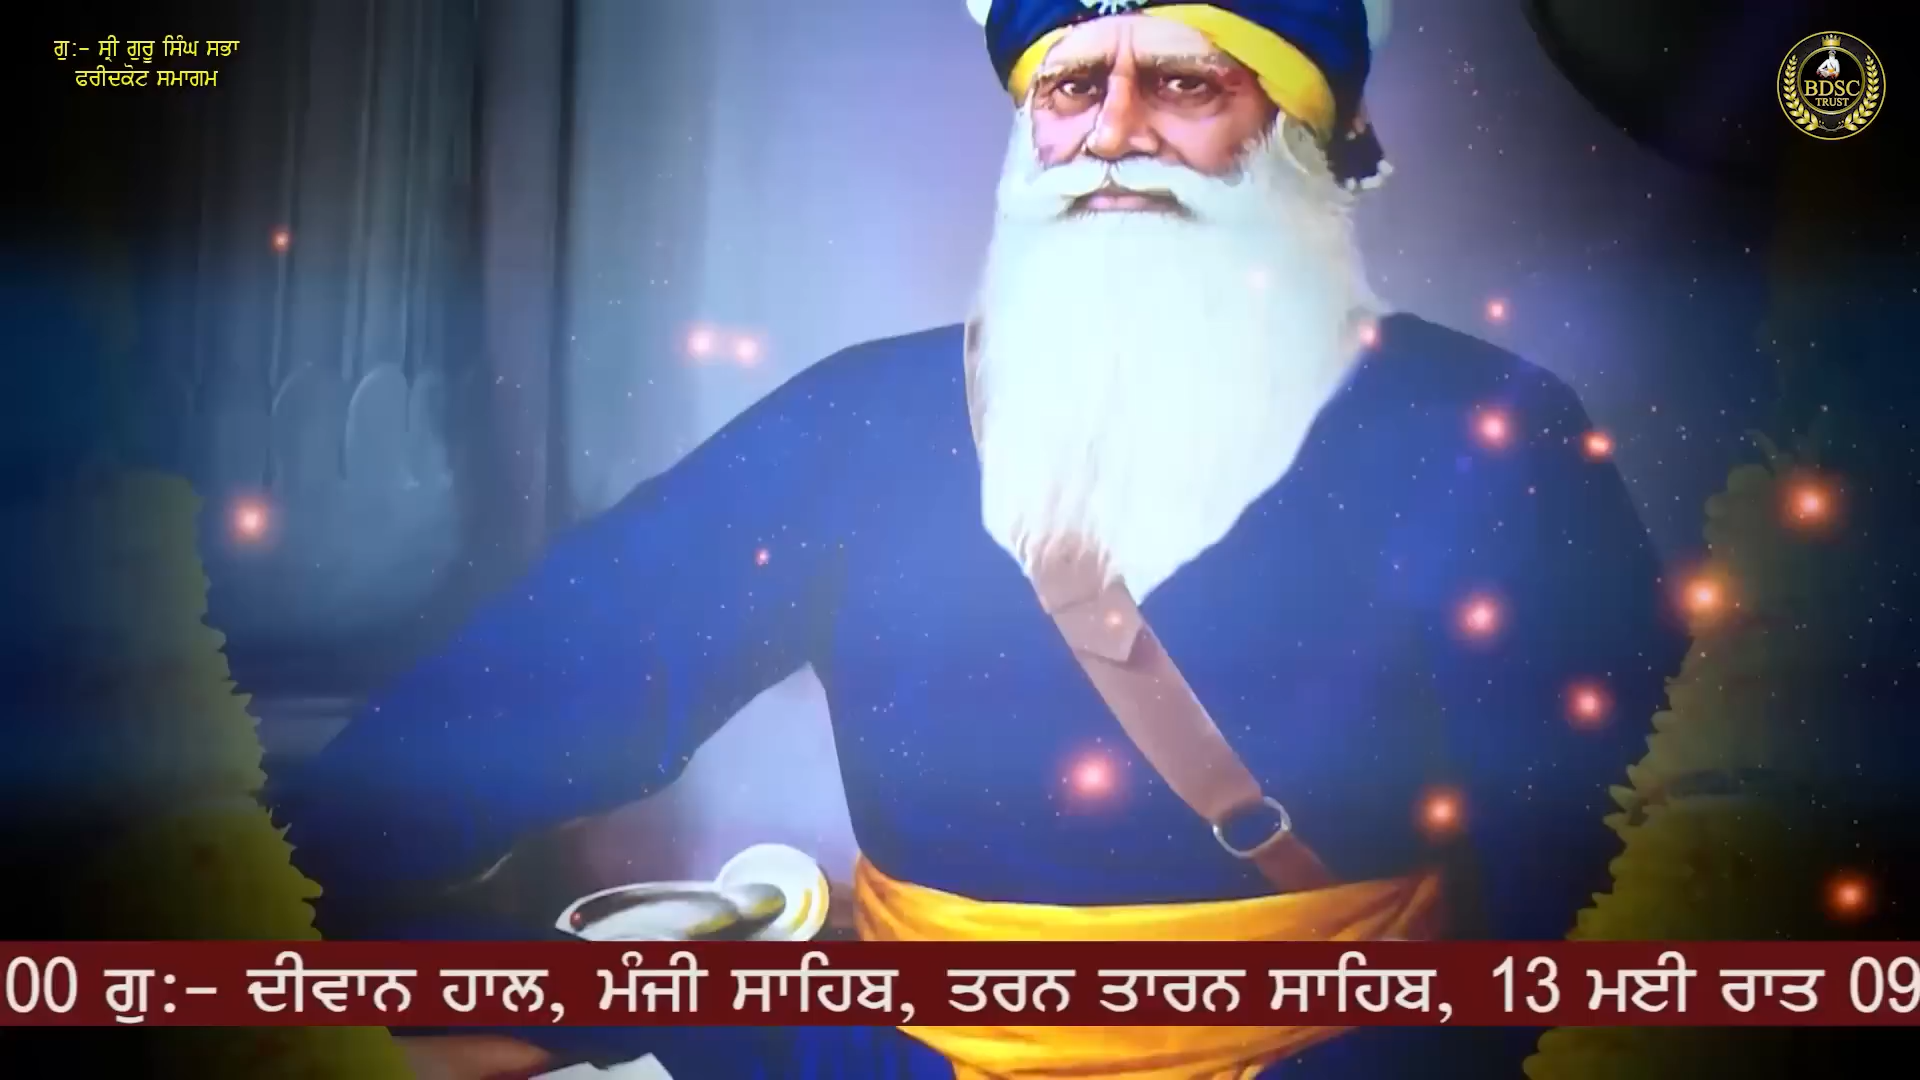 ਗੁ:- ਸ੍ਰੀ ਗੁਰੂ ਸਿੰਘ ਸਭਾ
ਫਰੀਦਕੋਟ ਸਮਾਗਮ
BDSC
TRUST
00 ਗੁ:- ਦੀਵਾਨ ਹਾਲ, ਮੰਜੀ ਸਾਹਿਬ, ਤਰਨ ਤਾਰਨ ਸਾਹਿਬ, 13 ਮਈ ਰਾਤ 09